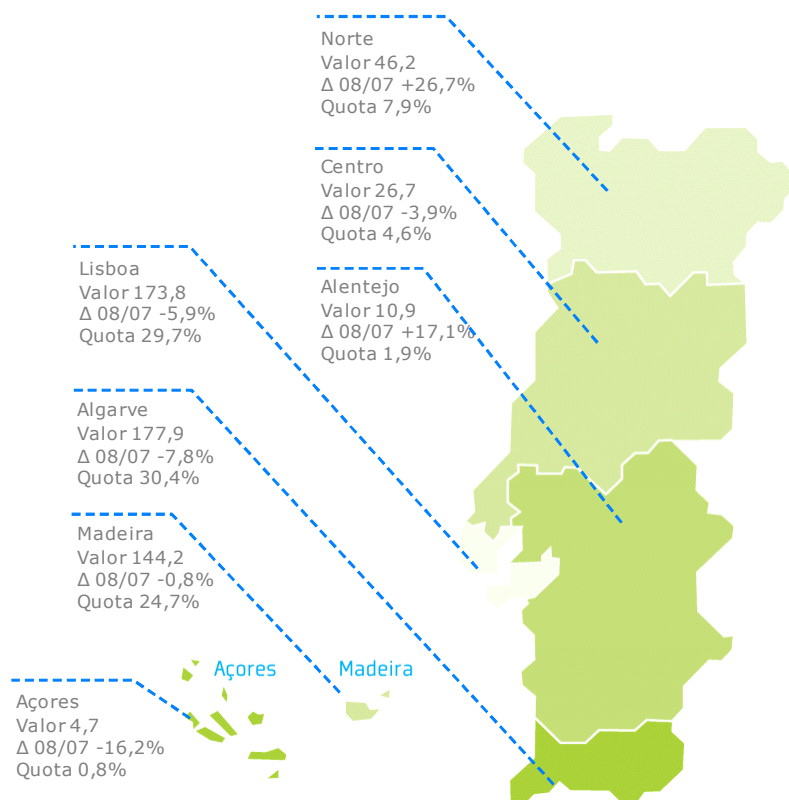 Norte
Valor 46,2
Δ 08/07 +26,7%
Quota 7,9%
Centro
Valor 26,7
Δ 08/07 -3,9%
Quota 4,6%
Lisboa
Valor 173,8
Δ 08/07 -5,9%
Quota 29,7%
Alentejo
Valor 10,9
Δ 08/07 +17,1%
Quota 1,9%
Algarve
Valor 177,9
Δ 08/07 -7,8%
Quota 30,4%
Madeira
Valor 144,2
Δ 08/07 -0,8%
Quota 24,7%
Açores
Madeira
Açores
Valor 4,7
Δ 08/07 -16,2%
Quota 0,8%